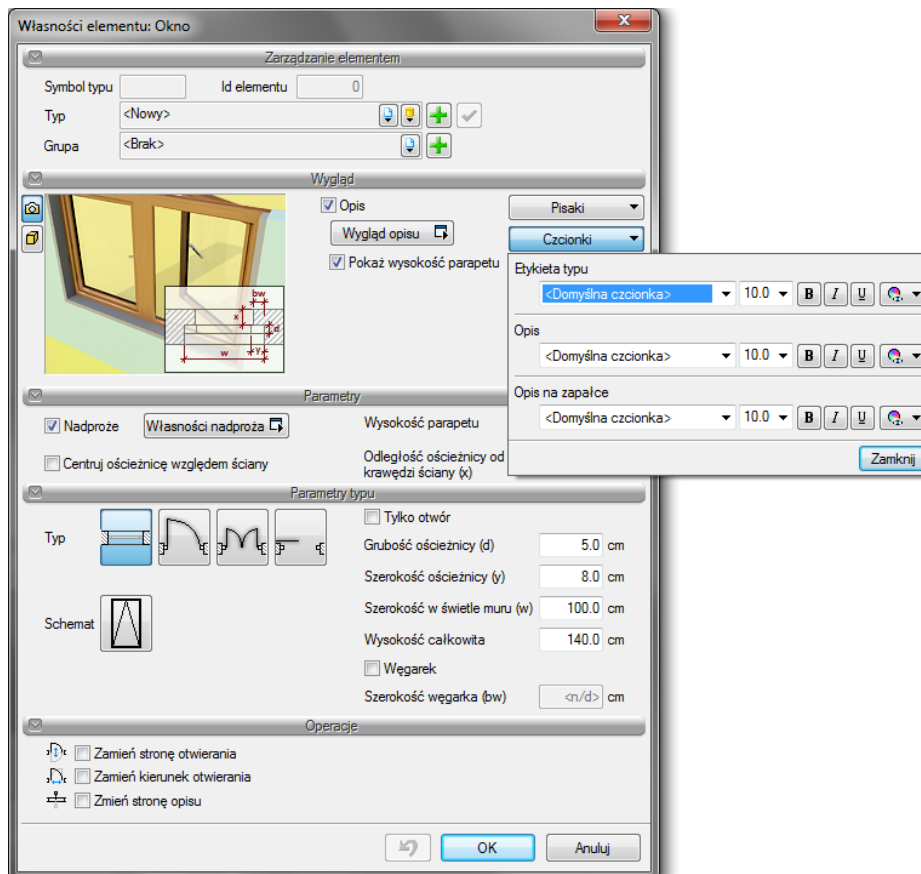 Własności elementu: Okno
Zarządzanie elementem
Symbol typu Id elementu 0
Typ <Nowy>
Grupa <Brak>
Wygląd
Opis Pisaki
Wygląd opisu Czcionki
Pokaż wysokość parapetu
Etykieta typu
<Domyślna czcionka> 10.0 B I U
Opis
<Domyślna czcionka> 10.0 B I U
Opis na zapałce
<Domyślna czcionka> 10.0 B I U
Zamknij
bw
x
d
w y
Parametry
Nadproże Własności nadproża Wysokość parapetu
Centruj ościeżnicę względem ściany Odległość ościeżnicy od
krawędzi ściany (x)
Parametry typu
Typ Tylko otwór
Grubość ościeżnicy (d) 5.0 cm
Szerokość ościeżnicy (y) 8.0 cm
Schemat Szerokość w świetle muru (w) 100.0 cm
Wysokość całkowita 140.0 cm
Węgarek
Szerokość węgarka (bw) <n/d> cm
Operacje
Zamień stronę otwierania
Zamień kierunek otwierania
Zmień stronę opisu
OK Anuluj